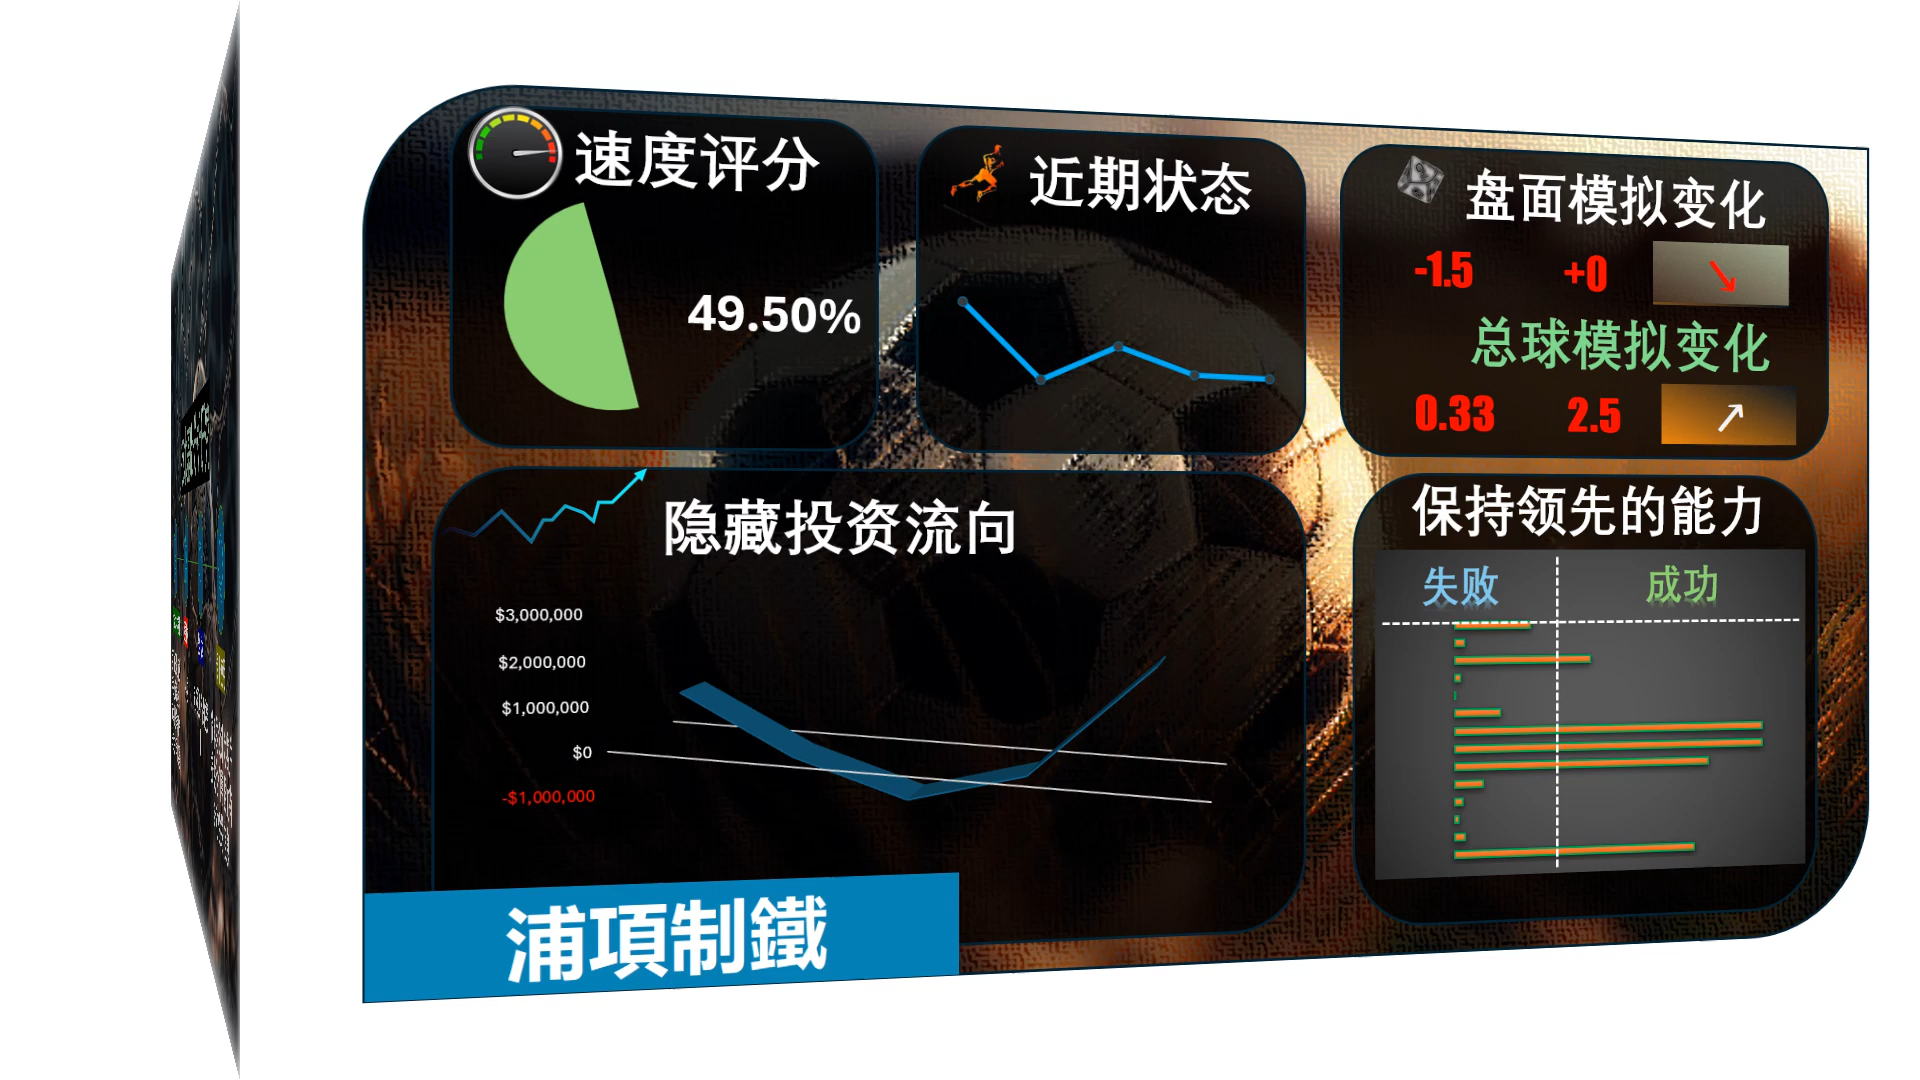 速度评分
49.50%
近期状态
盘面模拟变化
-1.5 +0
总球模拟变化
0.33 2.5
隐藏投资流向
$3,000,000
$2,000,000
$1,000,000
$0
-$1,000,000
保持领先的能力
失败 成功
浦項制鐵